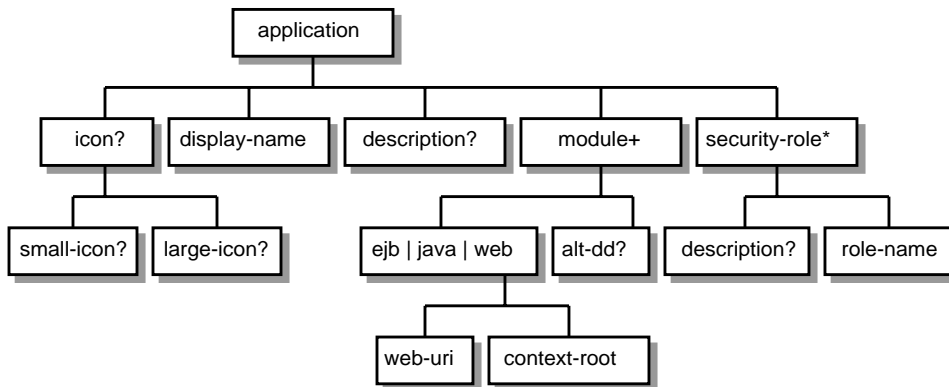 application
icon?
display-name
description?
module+
security-role*
small-icon?
large-icon?
ejb | java | web
alt-dd?
description?
role-name
web-uri
context-root